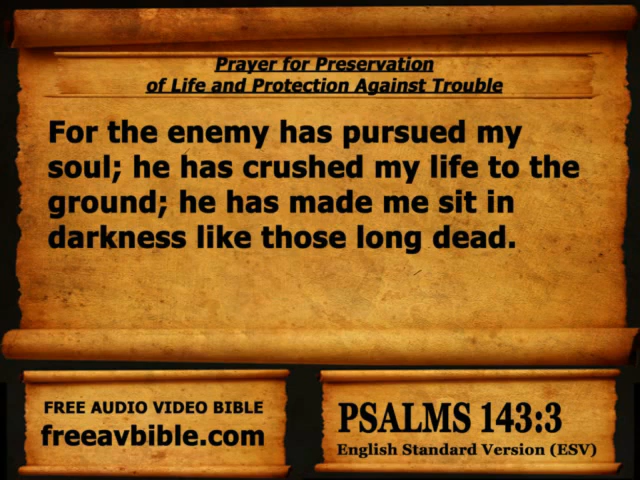 Prayer for Preservation
of Life and Protection Against Trouble
For the enemy has pursued my
soul; he has crushed my life to the
ground; he has made me sit in
darkness like those long dead.
FREE AUDIO VIDEO BIBLE
freeavbible.com
PSALMS 143:3
English Standard Version (ESV)